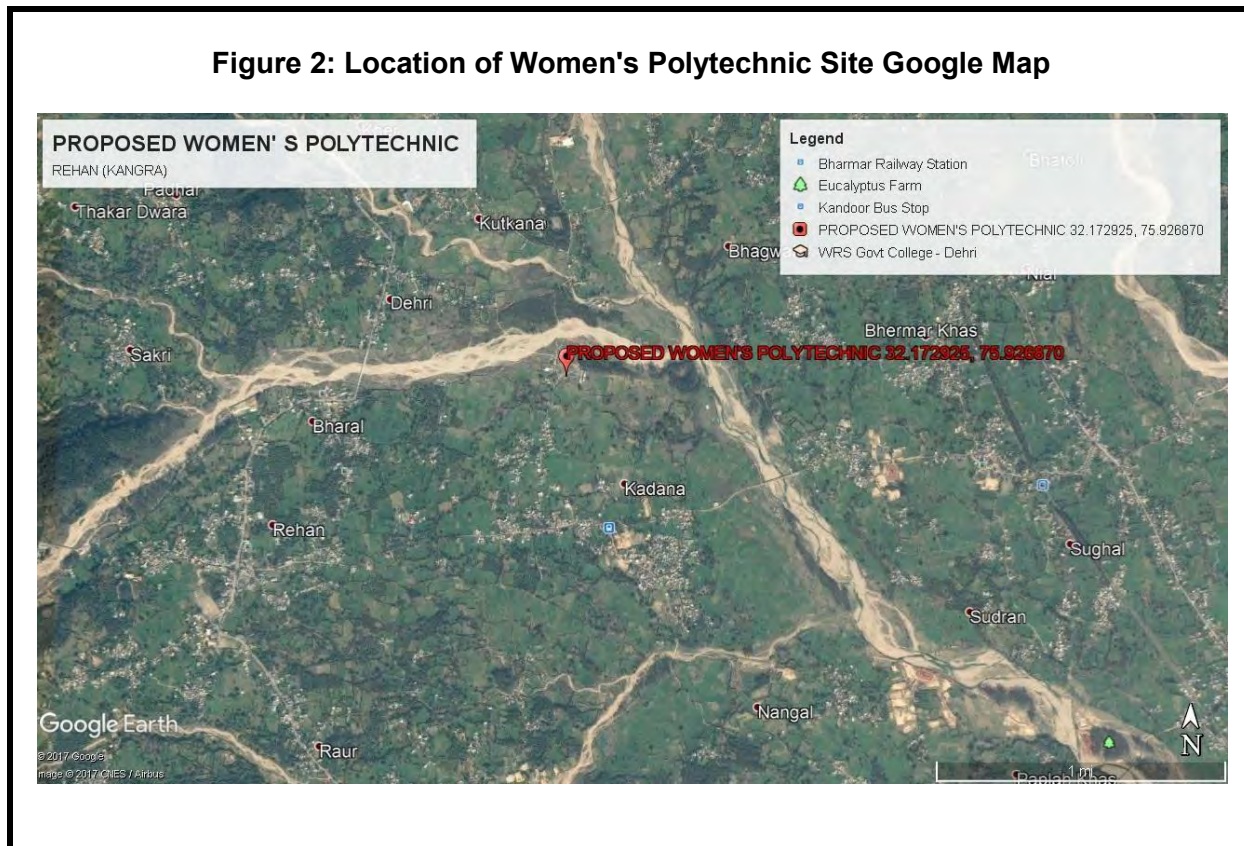 Figure 2: Location of Women's Polytechnic Site Google Map
PROPOSED WOMEN' S POLYTECHNIC
REHAN (KANGRA)
Legend
Bharmar Railway Station
Eucalyptus Farm
Kandoor Bus Stop
PROPOSED WOMEN'S POLYTECHNIC 32.172925, 75.926870
WRS Govt College - Dehri
Padhar
Thakar Dwara
Kutkana
Bhagwa
Dehri
Bhermar Khas
Sakri
PROPOSED WOMEN'S POLYTECHNIC 32.172925, 75.926870
Bharal
Kadana
Rehan
Sughal
Sudran
Nangal
Raur
Google Earth
© 2017 Google
Image © 2017 CNES / Airbus
N
1 mi
Khas